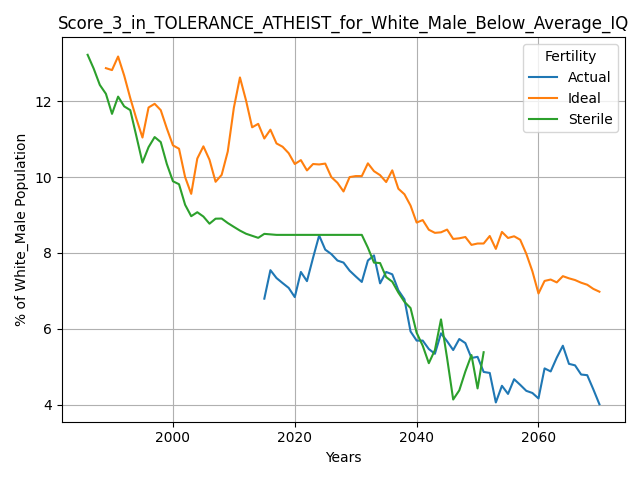 Score_3_in_TOLERANCE_ATHEIST_for_White_Male_Below_Average_IQ
Fertility
Actual
Ideal
Sterile
% of White_Male Population
12
10
8
6
4
2000
2020
2040
2060
Years